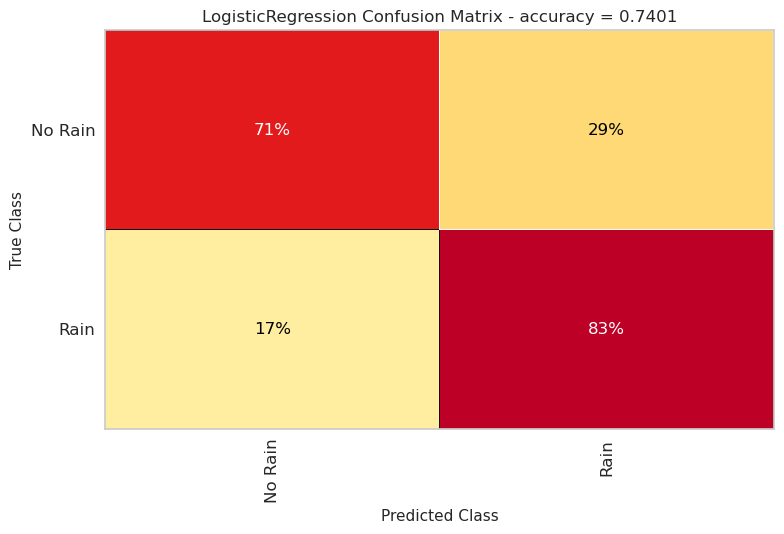 LogisticRegression Confusion Matrix - accuracy = 0.7401
True Class
No Rain
71%
29%
Rain
17%
83%
No Rain
Rain
Predicted Class